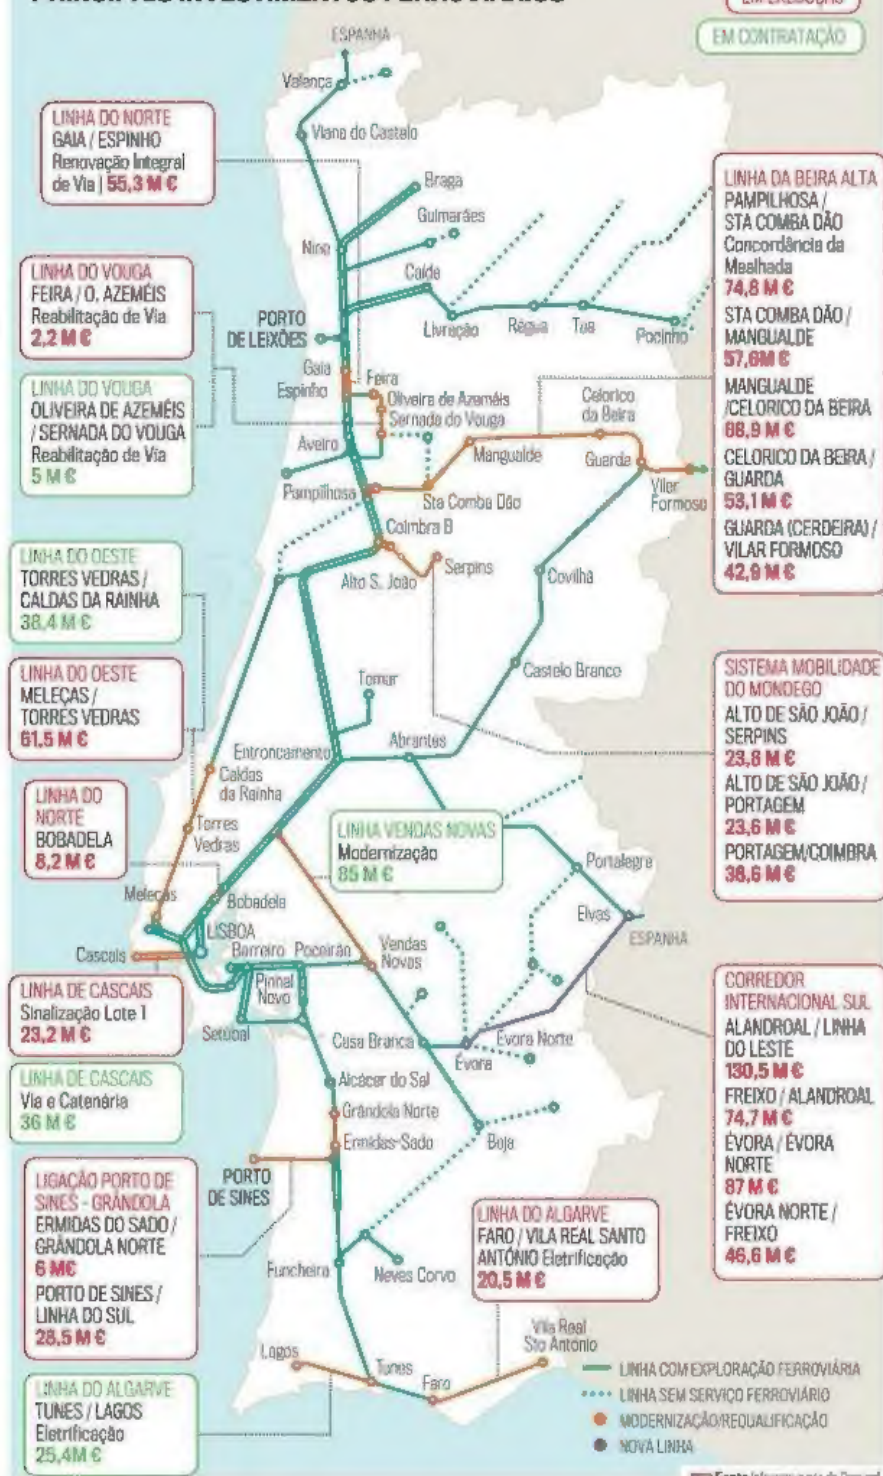 PRINCIPAIS INVESTIMENTOS FERROVIÁRIOS
EM EXECUÇÃO
EM CONTRATAÇÃO
ESPANHA
Valença
Viana do Castelo
LINHA DO NORTE
GAIA / ESPINHO
Renovação Integral
de Via | 55,3 M €
Braga
Guimarães
Nine
Caíde
Livração
Régua
Tua
Pocinho
LINHA DO VOUGA
FEIRA / O. AZEMÉIS
Reabilitação de Via
2,2 M €
PORTO
DE LEIXÕES
Gaia
Espinho
Feira
Oliveira de Azeméis
Sernada do Vouga
LINHA DO VOUGA
OLIVEIRA DE AZEMÉIS
/ SERNADA DO VOUGA
Reabilitação de Via
5 M €
Aveiro
Pampilhosa
Sta Comba Dão
Mangualde
Celorico
da Beira
Guarda
Vilar
Formoso
LINHA DA BEIRA ALTA
PAMPILHOSA /
STA COMBA DÃO
Concordância da
Mealhada
74,8 M €
STA COMBA DÃO /
MANGUALDE
57,6M€
MANGUALDE
/CELORICO DA BEIRA
CELORICO DA BEIRA /
GUARDA
53,1 M €
GUARDA (CERDEIRA) /
VILAR FORMOSO
42,9 M €
Coimbra B
Alto S. João
Serpins
Covilhã
Castelo Branco
Tomar
Entroncamento
Abrantes
LINHA DO OESTE
TORRES VEDRAS /
CALDAS DA RAINHA
38,4 M €
LINHA DO OESTE
MELEÇAS /
TORRES VEDRAS
61,5 M €
SISTEMA MOBILIDADE
DO MONDEGO
ALTO DE SÃO JOÃO /
SERPINS
23,8 M €
ALTO DE SÃO JOÃO /
PORTAGEM
23,6 M €
PORTAGEM/COIMBRA
38,6 M €
Caldas
da Rainha
Torres
Vedras
LINHA DO
NORTE
BOBADELA
8,2 M €
LINHA VENDAS NOVAS
Modernização
85 M €
Portalegre
Elvas
ESPANHA
Meleças
Bobadela
LISBOA
Cascais
Barreiro
Poceirão
Pinhal
Novo
Vendas
Novas
Setúbal
Casa Branca
Évora
Évora Norte
LINHA DE CASCAIS
Sinalização Lote 1
23,2 M €
LINHA DE CASCAIS
Via e Catenária
36 M €
CORREDOR
INTERNACIONAL SUL
ALANDROAL / LINHA
DO LESTE
130,5 M €
FREIXO / ALANDROAL
74,7 M €
ÉVORA / ÉVORA
NORTE
87 M €
ÉVORA NORTE /
FREIXO
46,6 M €
Alcácer do Sal
Grândola Norte
Ermidas-Sado
Beja
PORTO
DE SINES
LIGAÇÃO PORTO DE
SINES - GRÂNDOLA
ERMIDAS DO SADO /
GRÂNDOLA NORTE
6 M€
PORTO DE SINES /
LINHA DO SUL
28,5 M €
Funcheira
Neves Corvo
LINHA DO ALGARVE
FARO / VILA REAL SANTO
ANTÓNIO Eletrificação
20,5 M €
Lagos
Tunes
Faro
Vila Real
Sto António
LINHA DO ALGARVE
TUNES / LAGOS
Eletrificação
25,4M €
LINHA COM EXPLORAÇÃO FERROVIÁRIA
LINHA SEM SERVIÇO FERROVIÁRIO
MODERNIZAÇÃO/REQUALIFICAÇÃO
NOVA LINHA